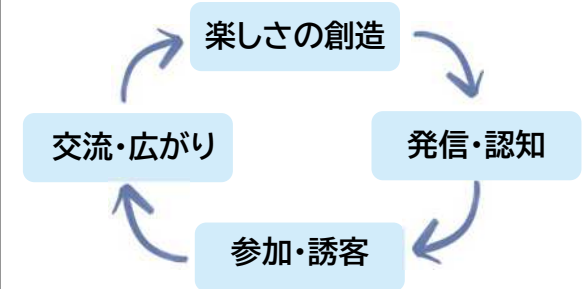 楽しさの創造
発信・認知
参加・誘客
交流・広がり